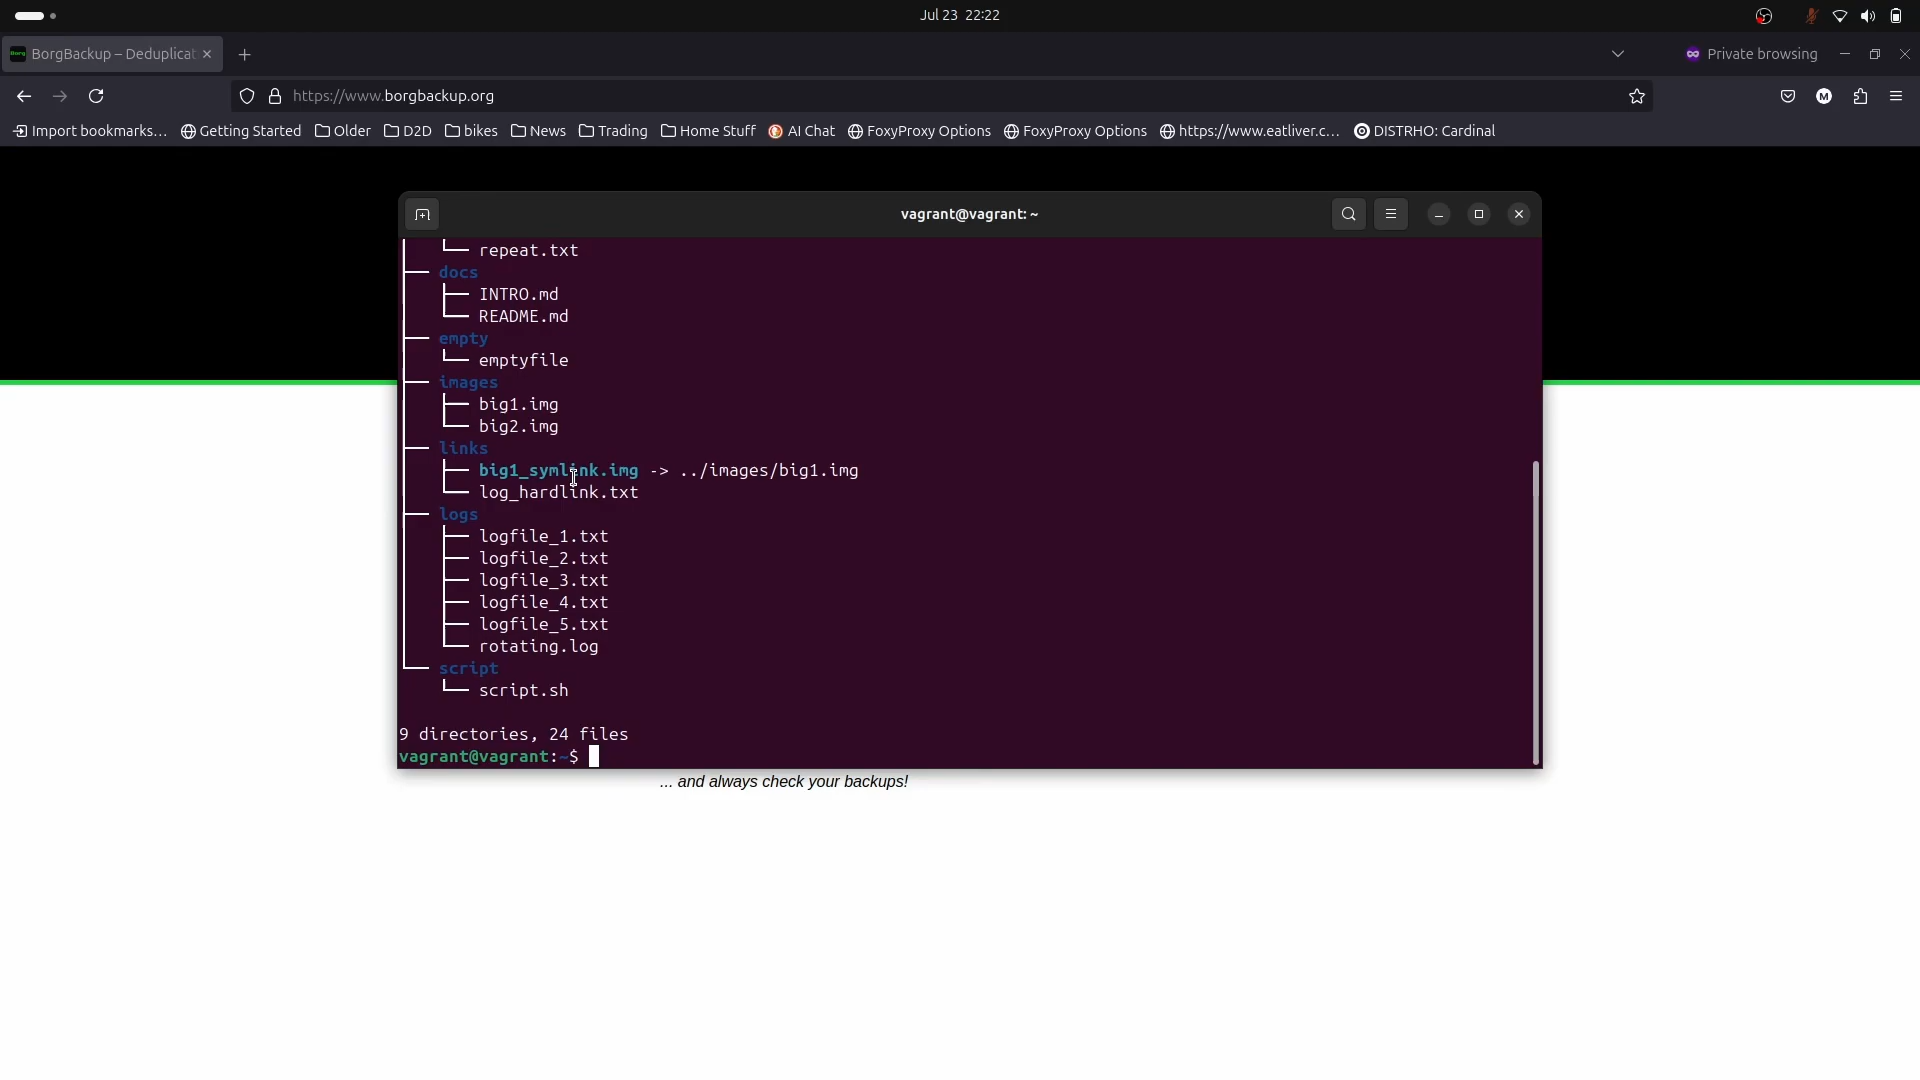 Jul 23 22:22
BorgBackup – Deduplicat
Private browsing
https://www.borgbackup.org
M
Import bookmarks… Getting Started Older D2D bikes News Trading Home Stuff AI Chat FoxyProxy Options FoxyProxy Options https://www.eatliver.c… DISTRHO: Cardinal
vagrant@vagrant: ~
└── repeat.txt
├── docs
├── INTRO.md
└── README.md
├── empty
└── emptyfile
├── images
├── big1.img
└── big2.img
├── links
├── big1_symlink.img -> ../images/big1.img
└── log_hardlink.txt
├── logs
├── logfile_1.txt
├── logfile_2.txt
├── logfile_3.txt
├── logfile_4.txt
├── logfile_5.txt
└── rotating.log
└── script
└── script.sh
9 directories, 24 files
vagrant@vagrant:~$
... and always check your backups!